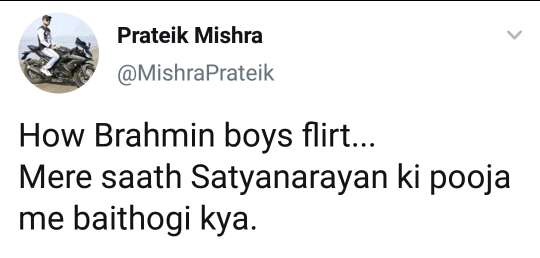 Prateik Mishra
@MishraPrateik
How Brahmin boys flirt...
Mere saath Satyanarayan ki pooja
me baithogi kya.